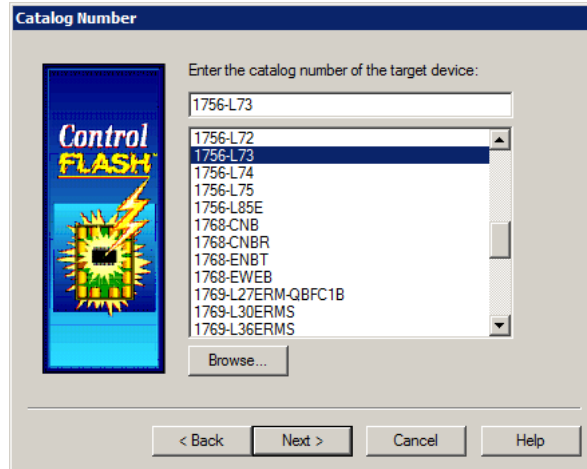 Catalog Number
Enter the catalog number of the target device:
1756-L73
Control
FLASH
1756-L72
1756-L73
1756-L74
1756-L75
1756-L85E
1768-CNB
1768-CNBR
1768-ENBT
1768-EWEB
1769-L27ERM-QBFC1B
1769-L30ERMS
1769-L36ERMS
Browse...
< Back
Next >
Cancel
Help